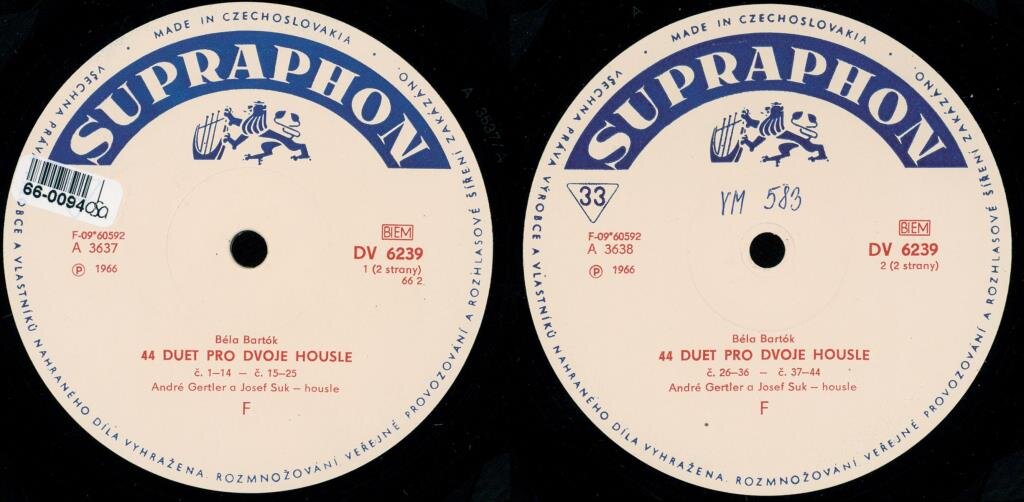 • MADE IN CZECHOSLOVAKIA •
SUPRAPHON
VŠECHNA PRÁV
ROBCE A VLASTNÍKŮ NAHRANÉHO DÍLA VYHRAŽENA. ROZMNOŽOVÁNÍ VEŘEJNÉ PROVOZOVÁNÍ A ROZHLASOVÉ ŠÍŘENÍ ZAKÁZÁNO.
66-0094
F-09*60592
A 3637
℗ 1966
BIEM
DV 6239
1 (2 strany)
66 2.
Béla Bartók
44 DUET PRO DVOJE HOUSLE
č. 1—14 — č. 15—25
André Gertler a Josef Suk — housle
F
• MADE IN CZECHOSLOVAKIA •
SUPRAPHON
VŠECHNA PRÁVA VÝROBCE A VLASTNÍKŮ NAHRANÉHO DÍLA VYHRAŽENA. ROZMNOŽOVÁNÍ VEŘEJNÉ PROVOZOVÁNÍ A ROZHLASOVÉ ŠÍŘENÍ ZAKÁZÁNO.
33
VM 583
F-09*60592
A 3638
℗ 1966
BIEM
DV 6239
2 (2 strany)
Béla Bartók
44 DUET PRO DVOJE HOUSLE
č. 26—36 — č. 37—44
André Gertler a Josef Suk — housle
F